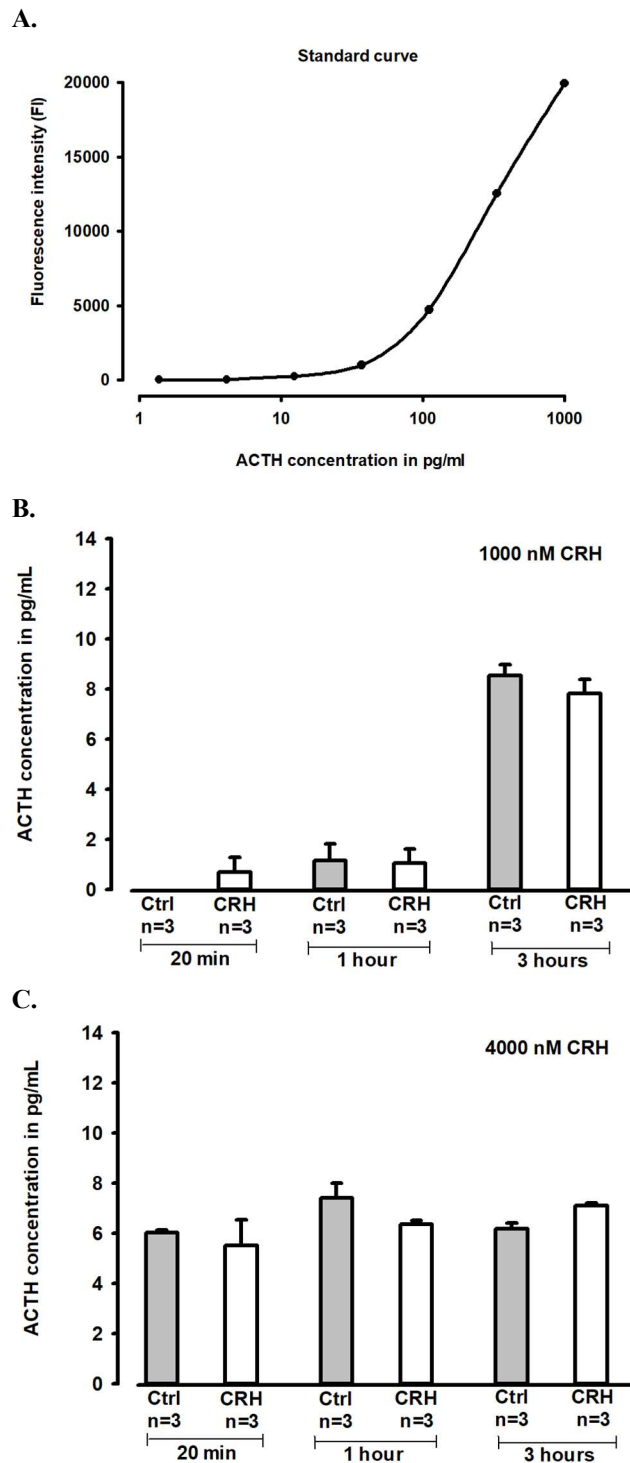 A.
Standard curve
Fluorescence intensity (FI)
20000
15000
10000
5000
0
1 10 100 1000
ACTH concentration in pg/ml
B.
1000 nM CRH
ACTH concentration in pg/mL
14
12
10
8
6
4
2
0
Ctrl CRH Ctrl CRH Ctrl CRH
n=3 n=3 n=3 n=3 n=3 n=3
20 min 1 hour 3 hours
C.
4000 nM CRH
ACTH concentration in pg/mL
14
12
10
8
6
4
2
0
Ctrl CRH Ctrl CRH Ctrl CRH
n=3 n=3 n=3 n=3 n=3 n=3
20 min 1 hour 3 hours